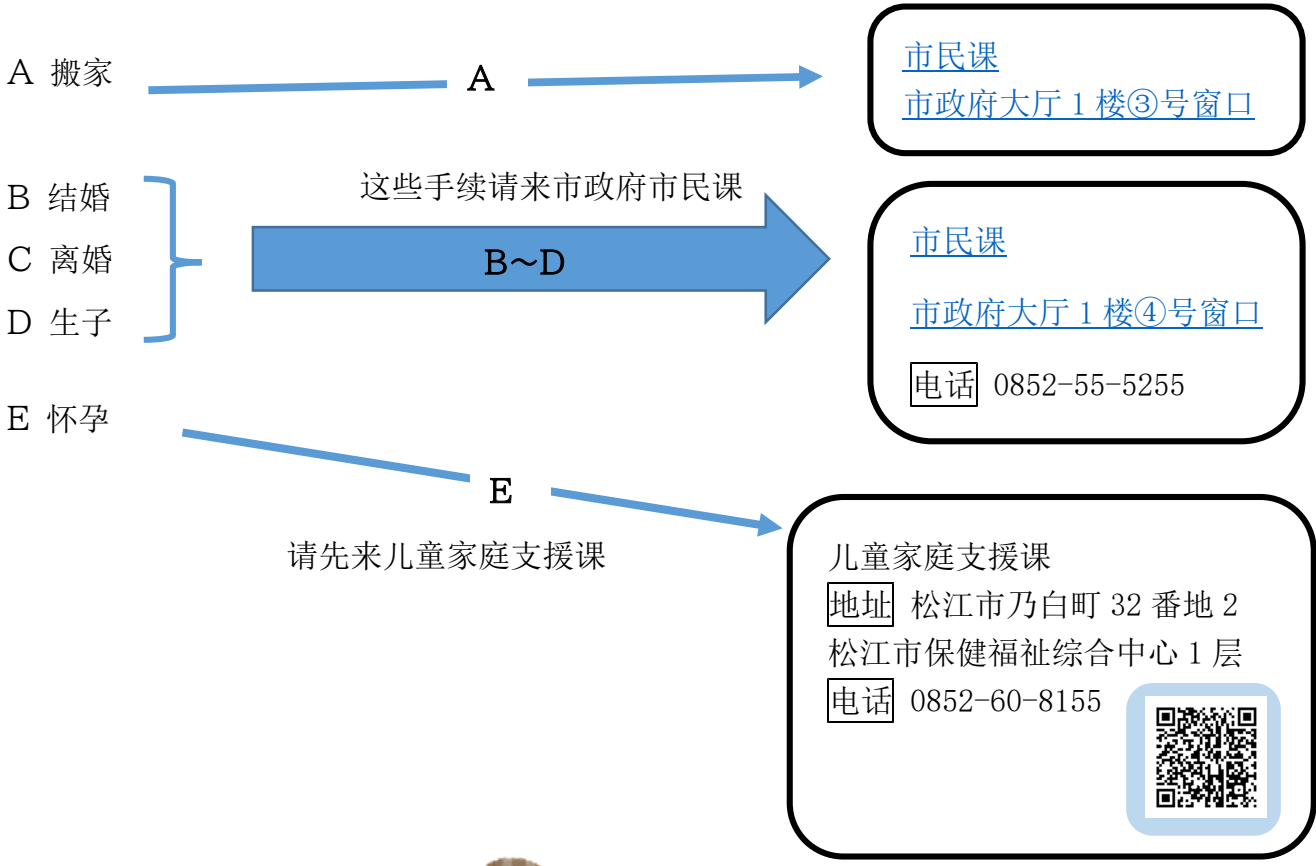 A 搬家
A
市民课
市政府大厅 1 楼③号窗口
B 结婚
C 离婚
D 生子
这些手续请来市政府市民课
B～D
市民课
市政府大厅 1 楼④号窗口
电话 0852-55-5255
E 怀孕
E
请先来儿童家庭支援课
儿童家庭支援课
地址 松江市乃白町 32 番地 2
松江市保健福祉综合中心 1 层
电话 0852-60-8155